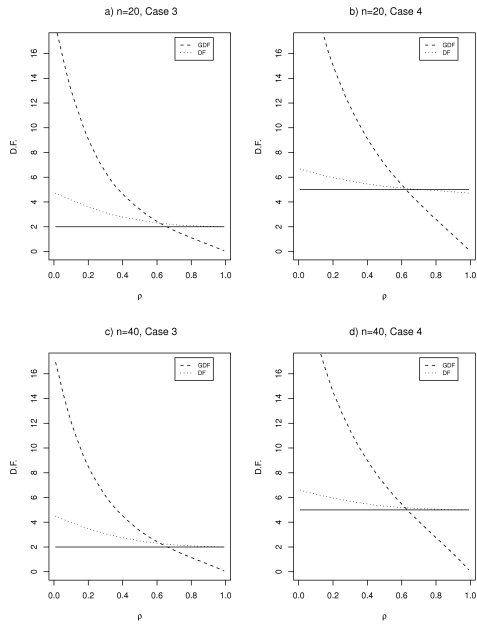 a) n=20, Case 3
b) n=20, Case 4
GDF
DF
GDF
DF
D.F.
0 2 4 6 8 10 12 14 16
D.F.
0 2 4 6 8 10 12 14 16
0.0 0.2 0.4 0.6 0.8 1.0
0.0 0.2 0.4 0.6 0.8 1.0
ρ
ρ
c) n=40, Case 3
d) n=40, Case 4
GDF
DF
GDF
DF
D.F.
0 2 4 6 8 10 12 14 16
D.F.
0 2 4 6 8 10 12 14 16
0.0 0.2 0.4 0.6 0.8 1.0
0.0 0.2 0.4 0.6 0.8 1.0
ρ
ρ